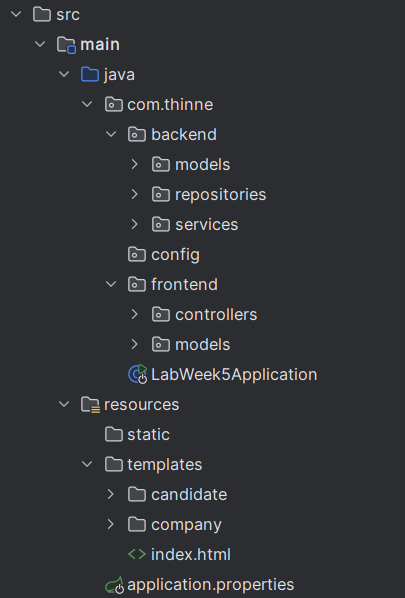 src
main
java
com.thinne
backend
models
repositories
services
config
frontend
controllers
models
LabWeek5Application
resources
static
templates
candidate
company
index.html
application.properties